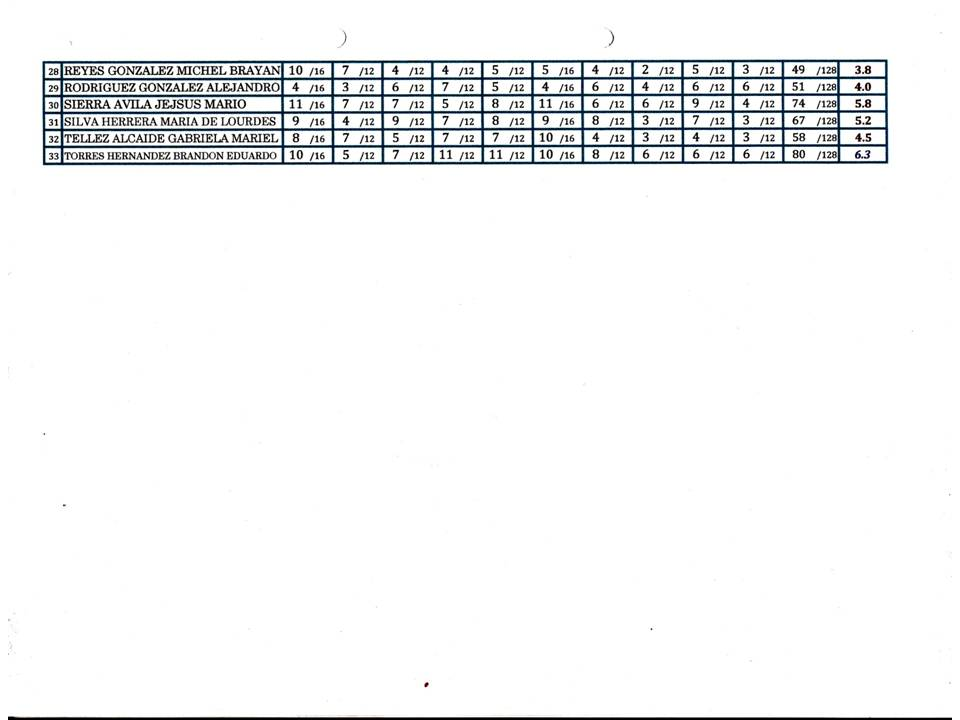 28 REYES GONZALEZ MICHEL BRAYAN 10 /16 7 /12 4 /12 4 /12 5 /12 5 /16 4 /12 2 /12 5 /12 3 /12 49 /128 3.8
29 RODRIGUEZ GONZALEZ ALEJANDRO 4 /16 3 /12 6 /12 7 /12 5 /12 4 /16 6 /12 4 /12 6 /12 6 /12 51 /128 4.0
30 SIERRA AVILA JEJSUS MARIO 11 /16 7 /12 7 /12 5 /12 8 /12 11 /16 6 /12 6 /12 9 /12 4 /12 74 /128 5.8
31 SILVA HERRERA MARIA DE LOURDES 9 /16 4 /12 9 /12 7 /12 8 /12 9 /16 8 /12 3 /12 7 /12 3 /12 67 /128 5.2
32 TELLEZ ALCAIDE GABRIELA MARIEL 8 /16 7 /12 5 /12 7 /12 7 /12 10 /16 4 /12 3 /12 4 /12 3 /12 58 /128 4.5
33 TORRES HERNANDEZ BRANDON EDUARDO 10 /16 5 /12 7 /12 11 /12 11 /12 10 /16 8 /12 6 /12 6 /12 6 /12 80 /128 6.3